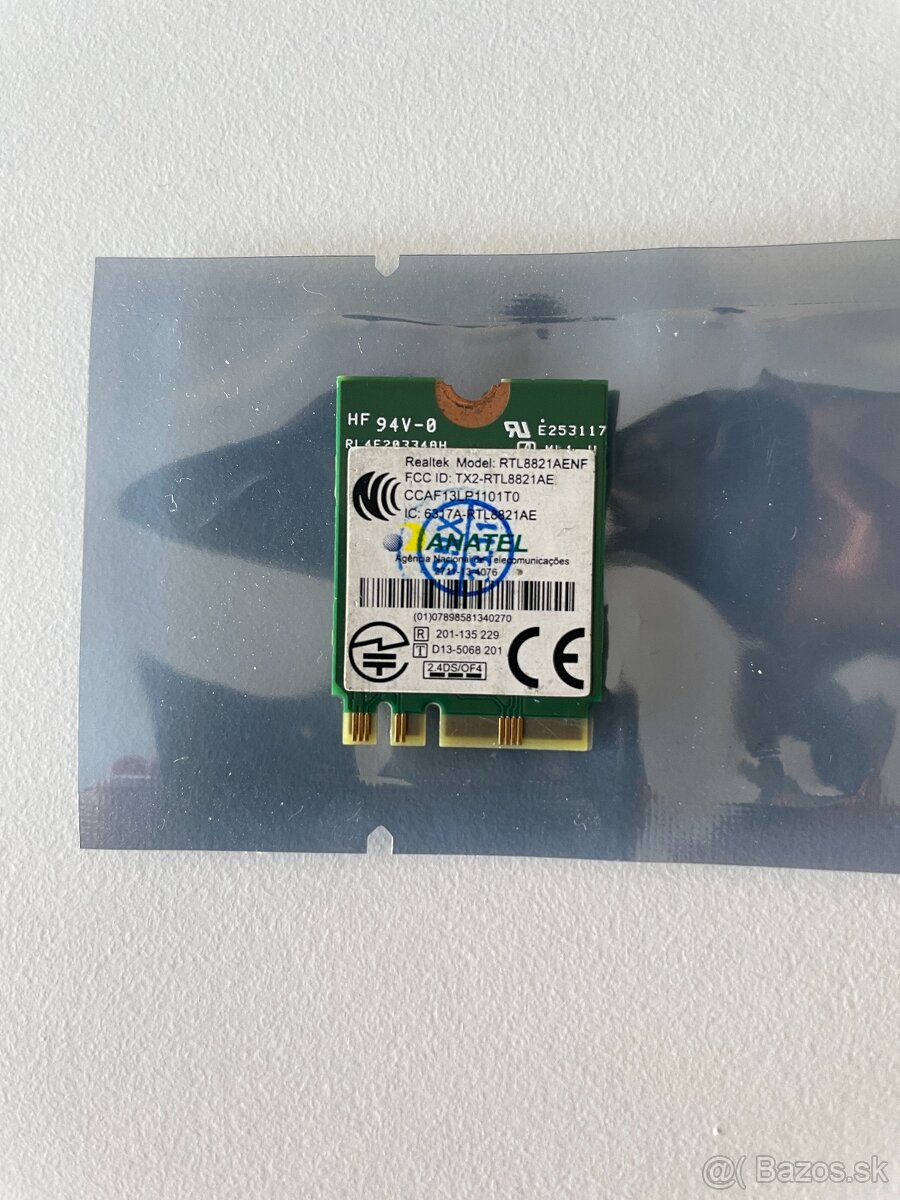 HF 94V-0
E253117
Realtek Model: RTL8821AENF
FCC ID: TX2-RTL8821AE
CCAF13LP1101T0
IC: 6317A-RTL8821AE
ANATEL
Agência Nacional de Telecomunicações
(01)07898581340270
R 201-135 229
T D13-5068 201
2.4DS/OF4
CE
@( Bazos.sk